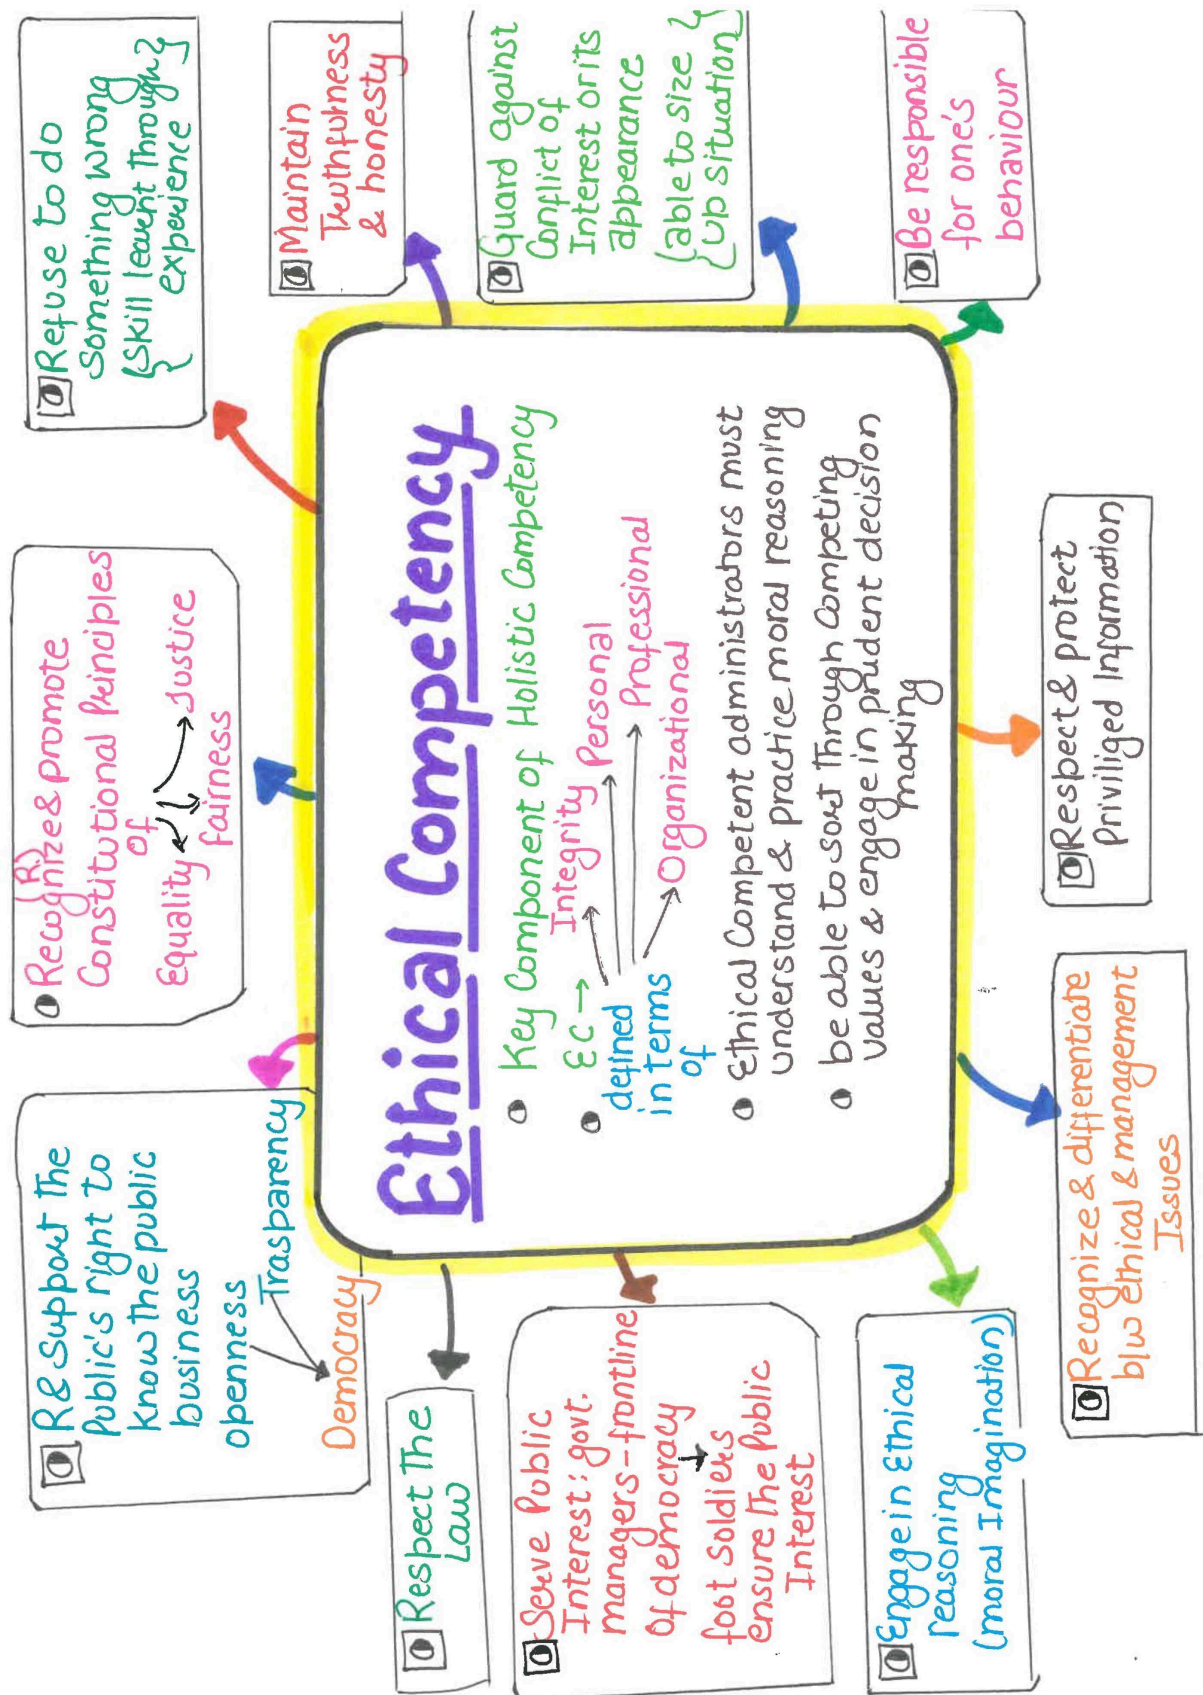 Ethical Competency
Key Component of Holistic Competency
EC →
defined
in terms
of
Integrity
Personal
Professional
Organizational
Ethical Competent administrators must
understand & practice moral reasoning
be able to sort through Competing
values & engage in prudent decision
making
R & Support the
Public's right to
Know the public
business
openness
Trasparency
Democracy
(R)
Recognize & promote
Constitutional Principles
of
Equality
Justice
fairness
Refuse to do
Something wrong
{skill learnt through}
{experience}
Maintain
Truthfulness
& honesty
Guard against
Conflict of
Interest or its
appearance
{able to size}
{up situation}
Be responsible
for one's
behaviour
Respect & protect
Priviliged Information
Recognize & differentiate
b/w ethical & management
Issues
Engage in Ethical
reasoning
(moral Imagination)
Serve Public
Interest : govt.
managers - frontline
of democracy
foot soldiers
ensure the Public
Interest
Respect The
Law